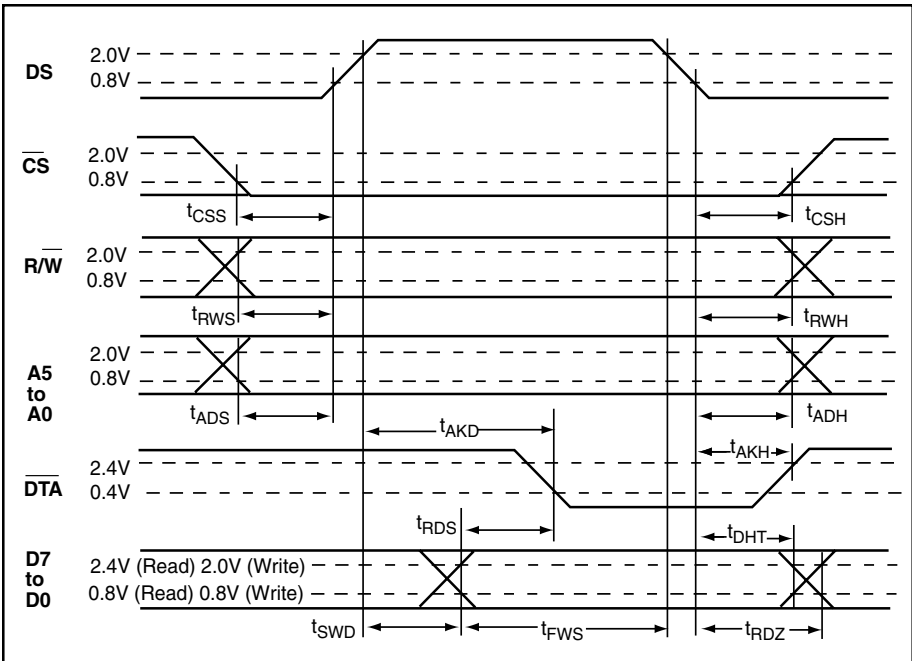 DS 2.0V
0.8V
CS 2.0V
0.8V
tCSS tCSH
R/W 2.0V
0.8V
tRWS tRWH
A5 to A0 2.0V
0.8V
tADS tADH
tAKD tAKH
DTA 2.4V
0.4V
tRDS tDHT
D7 to D0 2.4V (Read) 2.0V (Write)
0.8V (Read) 0.8V (Write)
tSWD tFWS tRDZ